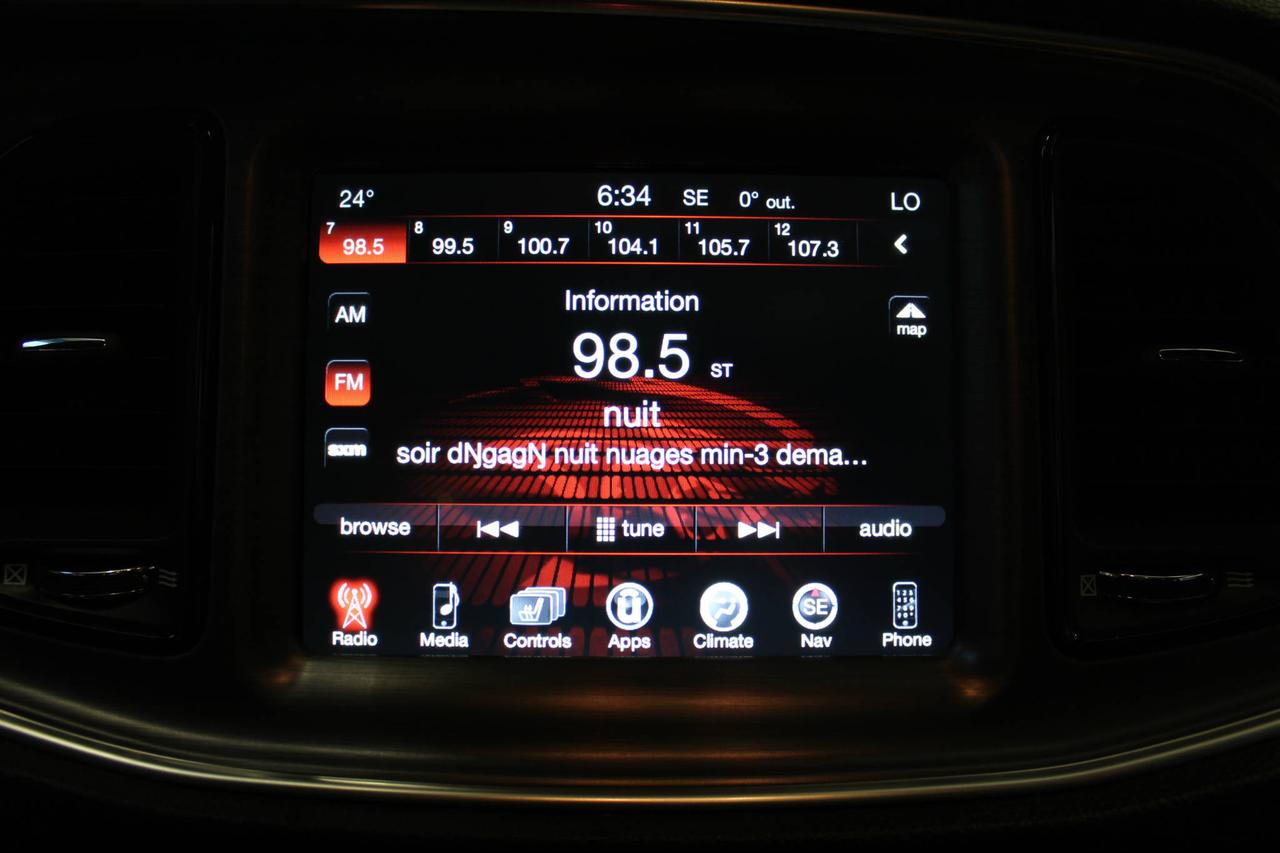 24° 6:34 SE 0° out. LO
7 98.5 8 99.5 9 100.7 10 104.1 11 105.7 12 107.3
Information
AM
map
98.5 ST
FM
nuit
sxm
soir dŊgagŊ nuit nuages min-3 dema...
browse tune audio
SE
Radio Media Controls Apps Climate Nav Phone